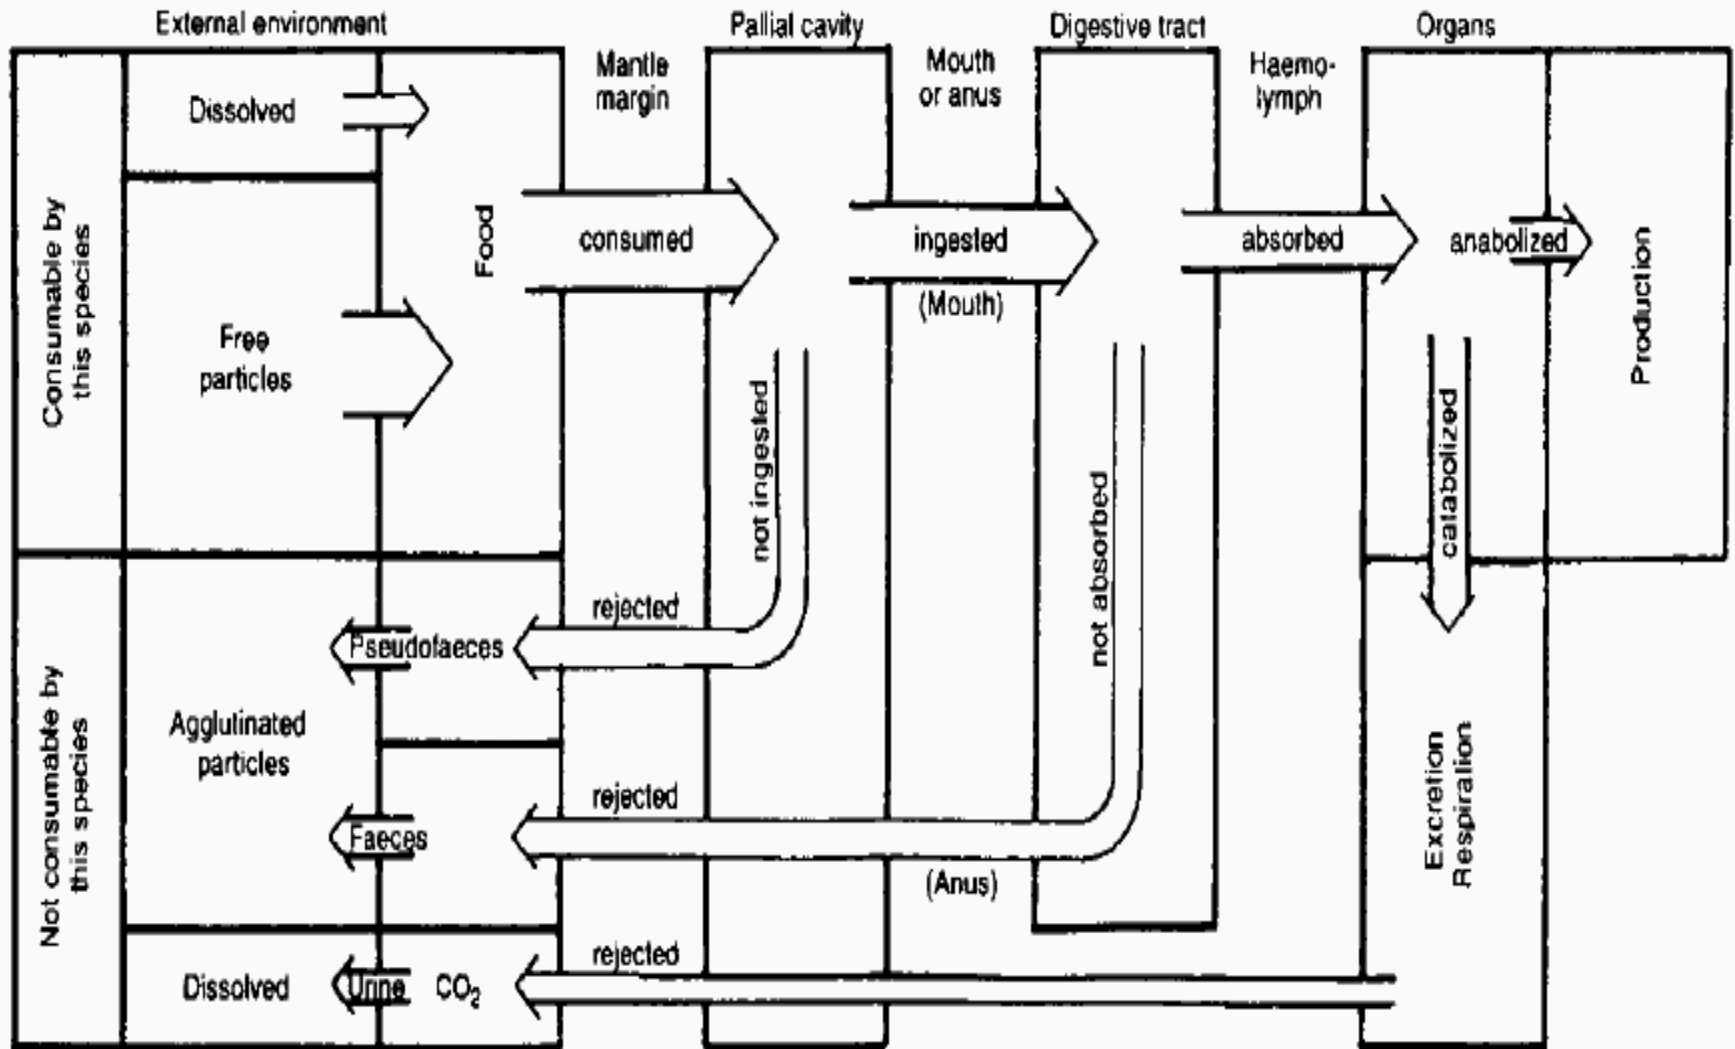 External environment
Pallial cavity
Digestive tract
Organs
Mantle
margin
Mouth
or anus
Haemo-
lymph
Dissolved
Consumable by
this species
Free
particles
Food
consumed
ingested
(Mouth)
absorbed
anabolized
Production
not ingested
not absorbed
catabolized
Not consumable by
this species
Agglutinated
particles
rejected
Pseudofaeces
rejected
Faeces
(Anus)
Excretion
Respiration
rejected
Dissolved
Urine
CO₂